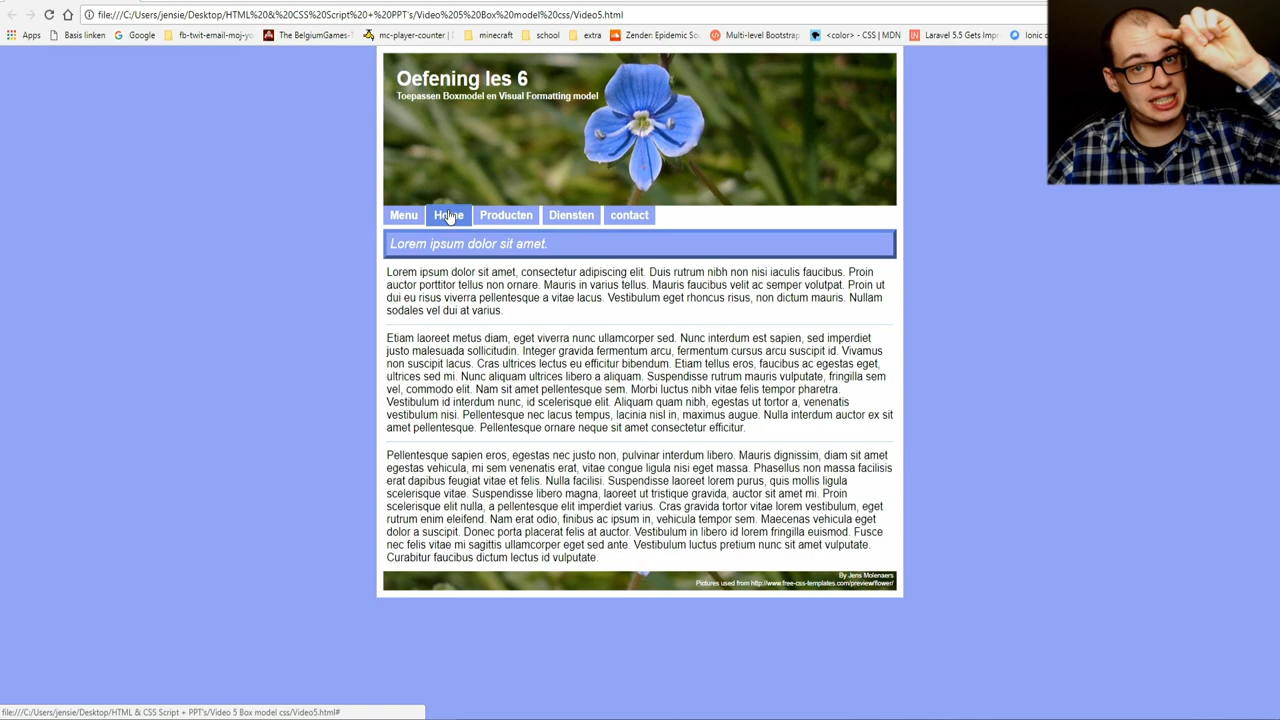 file:///C:/Users/jensie/Desktop/HTML%20&%20CSS%20Script%20+%20PPT's/Video%205%20Box%20model%20css/Video5.html
Apps Basis linken Google fb-twit-email-moj-yo The BelgiumGames-T mc-player-counter | minecraft school extra Zender: Epidemic So Multi-level Bootstrap <color> - CSS | MDN Laravel 5.5 Gets Impr Ionic
Oefening les 6
Toepassen Boxmodel en Visual Formatting model
Menu Home Producten Diensten contact
Lorem ipsum dolor sit amet.
Lorem ipsum dolor sit amet, consectetur adipiscing elit. Duis rutrum nibh non nisi iaculis faucibus. Proin
auctor porttitor tellus non ornare. Mauris in varius tellus. Mauris faucibus velit ac semper volutpat. Proin ut
dui eu risus viverra pellentesque a vitae lacus. Vestibulum eget rhoncus risus, non dictum mauris. Nullam
sodales vel dui at varius.
Etiam laoreet metus diam, eget viverra nunc ullamcorper sed. Nunc interdum est sapien, sed imperdiet
justo malesuada sollicitudin. Integer gravida fermentum arcu, fermentum cursus arcu suscipit id. Vivamus
non suscipit lacus. Cras ultrices lectus eu efficitur bibendum. Etiam tellus eros, faucibus ac egestas eget,
ultrices sed mi. Nunc aliquam ultrices libero a aliquam. Suspendisse rutrum mauris vulputate, fringilla sem
vel, commodo elit. Nam sit amet pellentesque sem. Morbi luctus nibh vitae felis tempor pharetra.
Vestibulum id interdum nunc, id scelerisque elit. Aliquam quam nibh, egestas ut tortor a, venenatis
vestibulum nisi. Pellentesque nec lacus tempus, lacinia nisl in, maximus augue. Nulla interdum auctor ex sit
amet pellentesque. Pellentesque ornare neque sit amet consectetur efficitur.
Pellentesque sapien eros, egestas nec justo non, pulvinar interdum libero. Mauris dignissim, diam sit amet
egestas vehicula, mi sem venenatis erat, vitae congue ligula nisi eget massa. Phasellus non massa facilisis
erat dapibus feugiat vitae et felis. Nulla facilisi. Suspendisse laoreet lorem purus, quis mollis ligula
scelerisque vitae. Suspendisse libero magna, laoreet ut tristique gravida, auctor sit amet mi. Proin
scelerisque elit nulla, a pellentesque elit imperdiet varius. Cras gravida tortor vitae lorem vestibulum, eget
rutrum enim eleifend. Nam erat odio, finibus ac ipsum in, vehicula tempor sem. Maecenas vehicula eget
dolor a suscipit. Donec porta placerat felis at auctor. Vestibulum in libero id lorem fringilla euismod. Fusce
nec felis vitae mi sagittis ullamcorper eget sed ante. Vestibulum luctus pretium nunc sit amet vulputate.
Curabitur faucibus dictum lectus id vulputate.
By Jens Molenaers
Pictures used from http://www.free-css-templates.com/preview/flower/
file:///C:/Users/jensie/Desktop/HTML & CSS Script + PPT's/Video 5 Box model css/Video5.html#